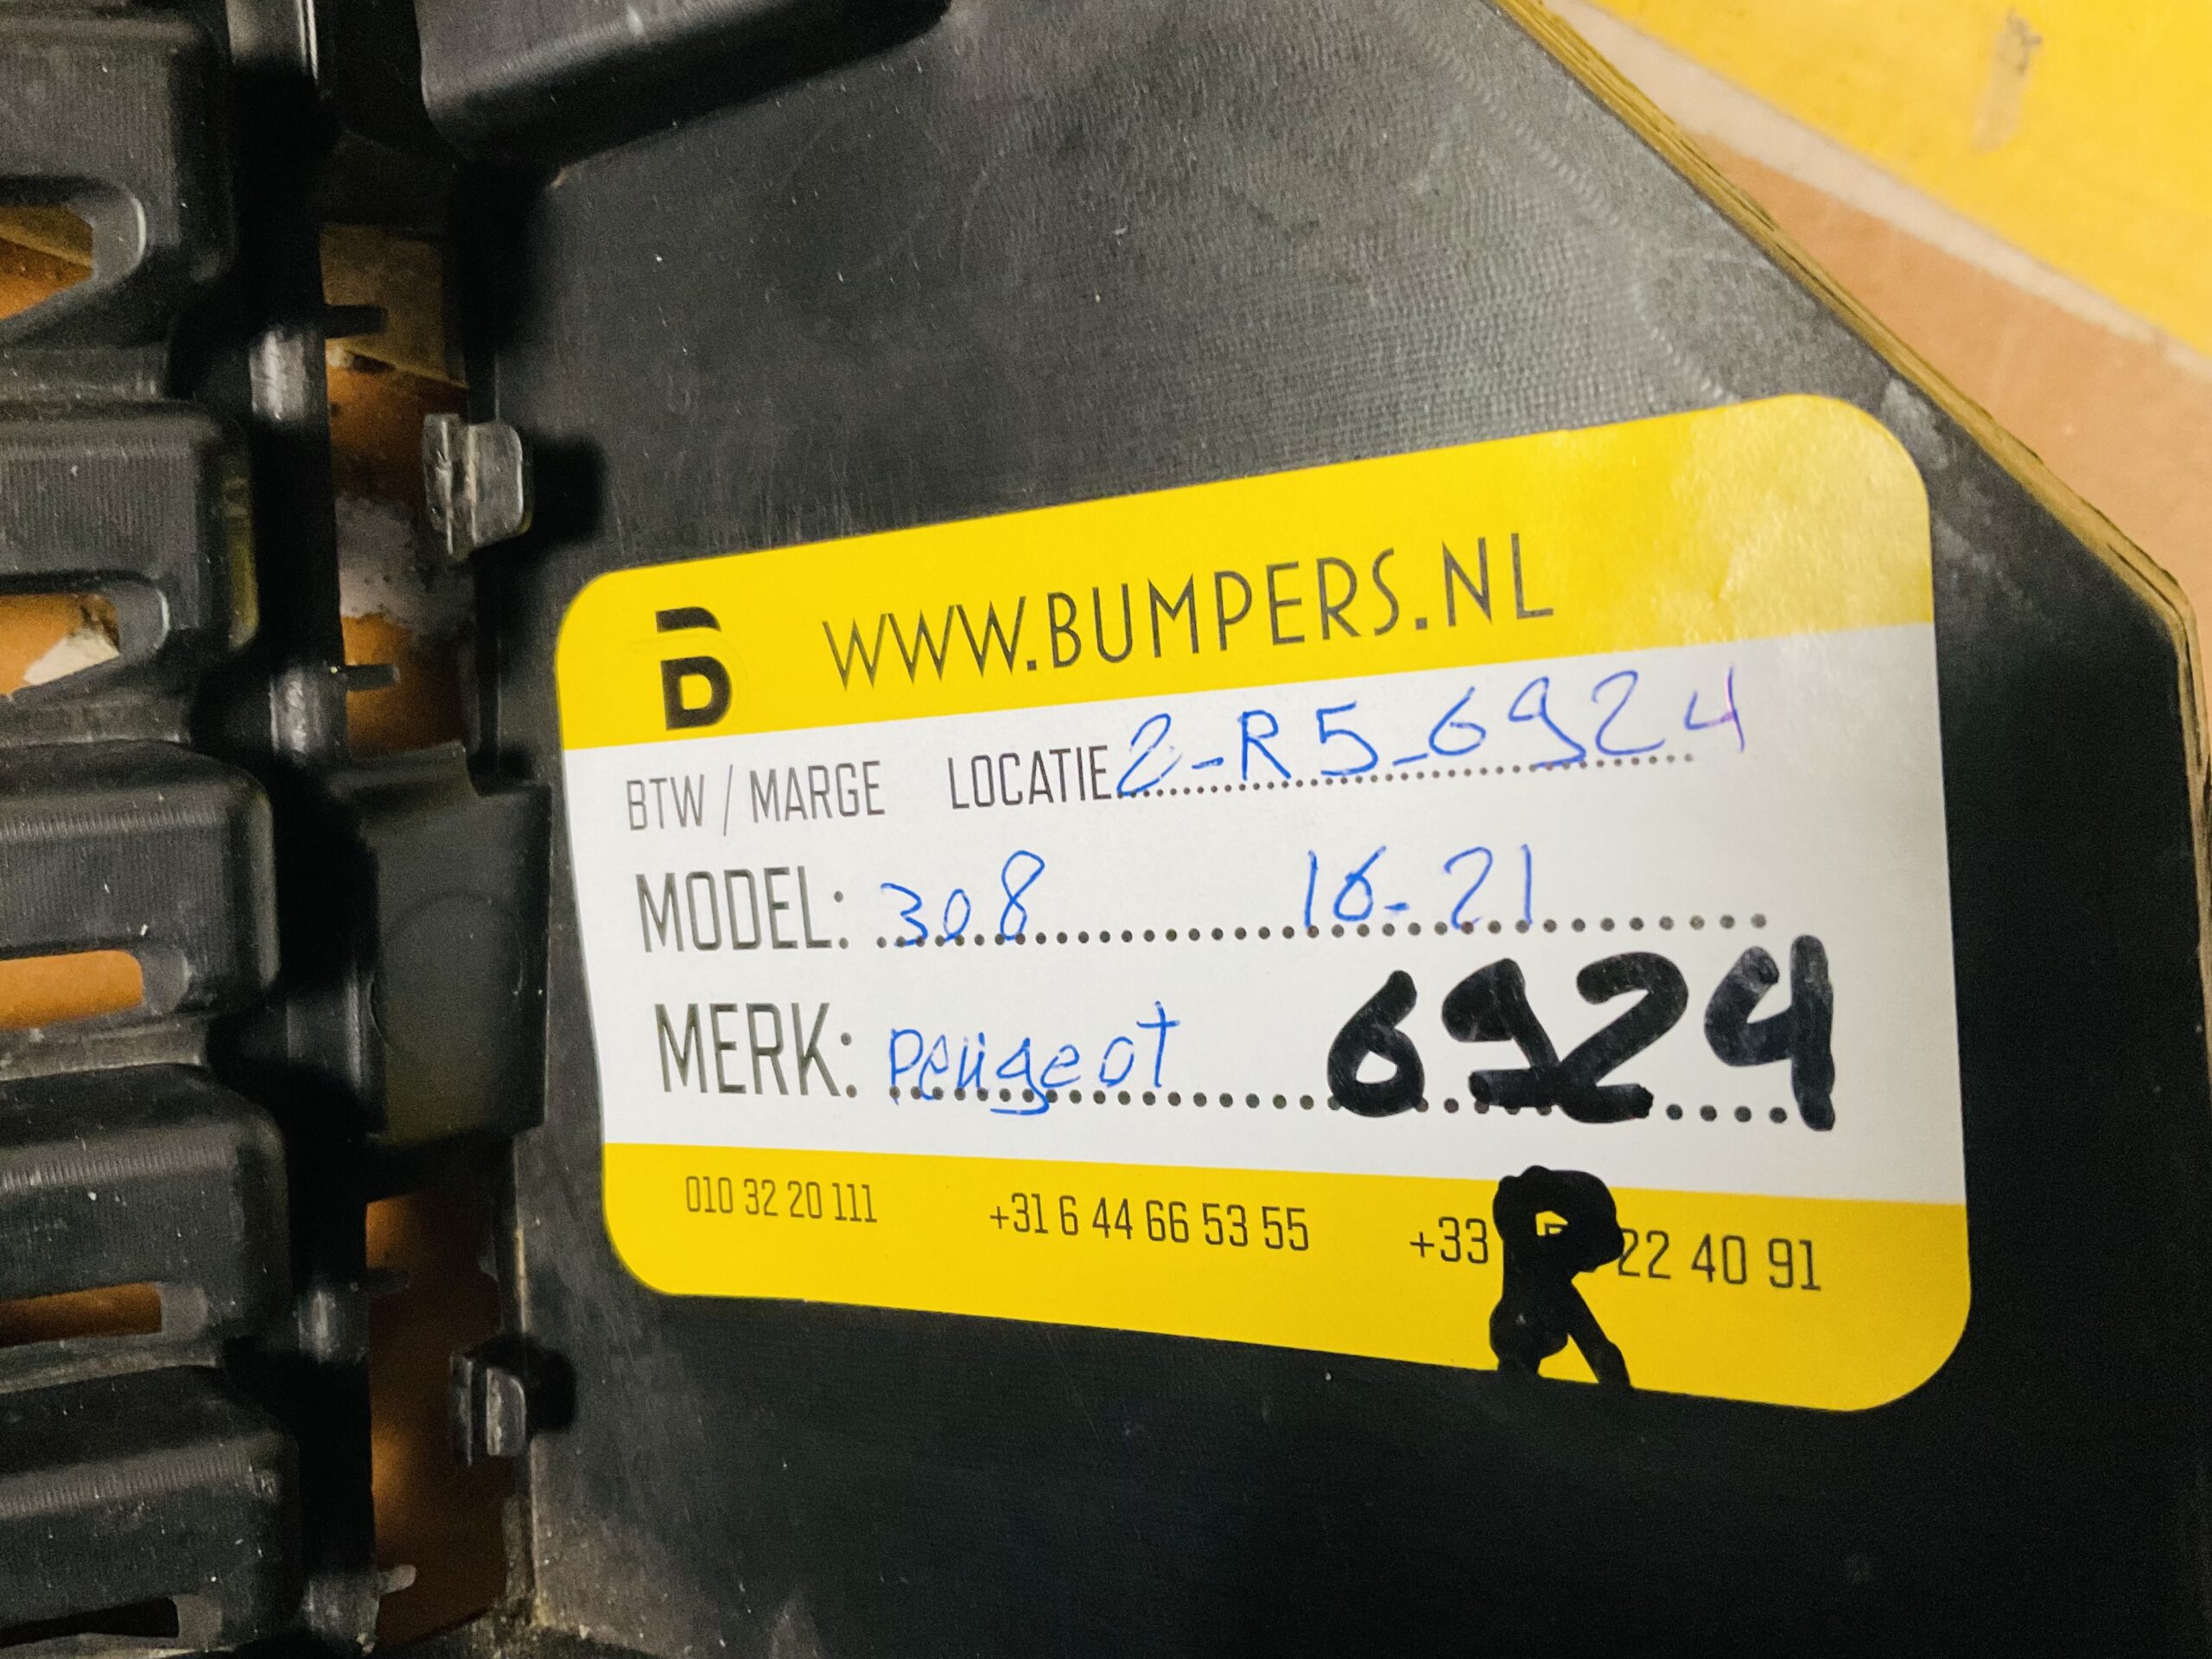 B WWW.BUMPERS.NL
BTW / MARGE LOCATIE 2-R5-6924
MODEL: 308 16-21
MERK: Peugeot 6924
010 32 20 111 +31 6 44 66 53 55 +33 22 40 91
R